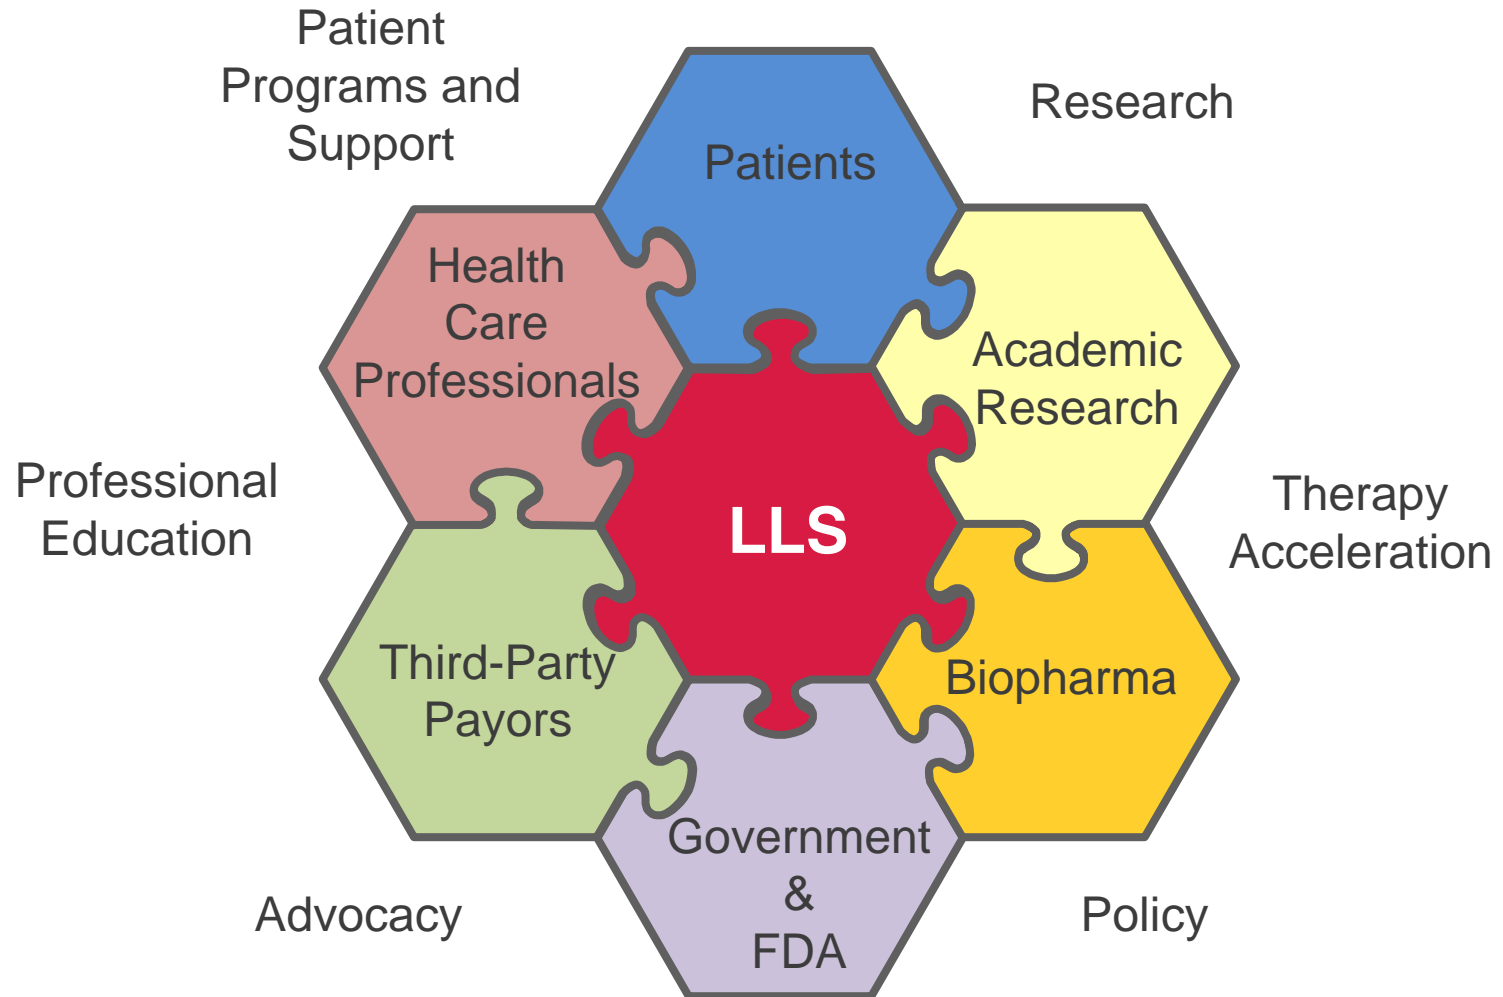 Patient
Programs and
Support
Research
Patients
Health
Care
Professionals
Academic
Research
Professional
Education
LLS
Therapy
Acceleration
Third-Party
Payors
Biopharma
Government
&
FDA
Advocacy
Policy